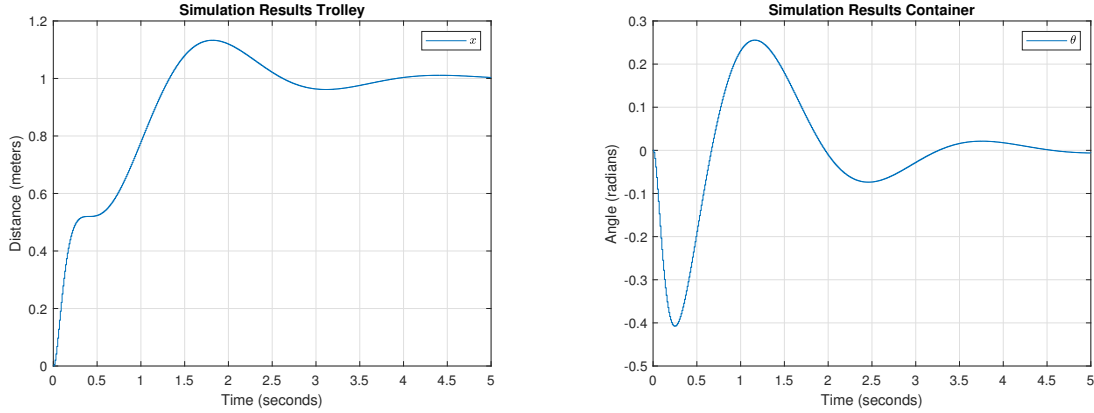 Simulation Results Trolley
x
1.2
1
0.8
0.6
0.4
0.2
0
Distance (meters)
0 0.5 1 1.5 2 2.5 3 3.5 4 4.5 5
Time (seconds)
Simulation Results Container
θ
0.3
0.2
0.1
0
-0.1
-0.2
-0.3
-0.4
-0.5
Angle (radians)
0 0.5 1 1.5 2 2.5 3 3.5 4 4.5 5
Time (seconds)